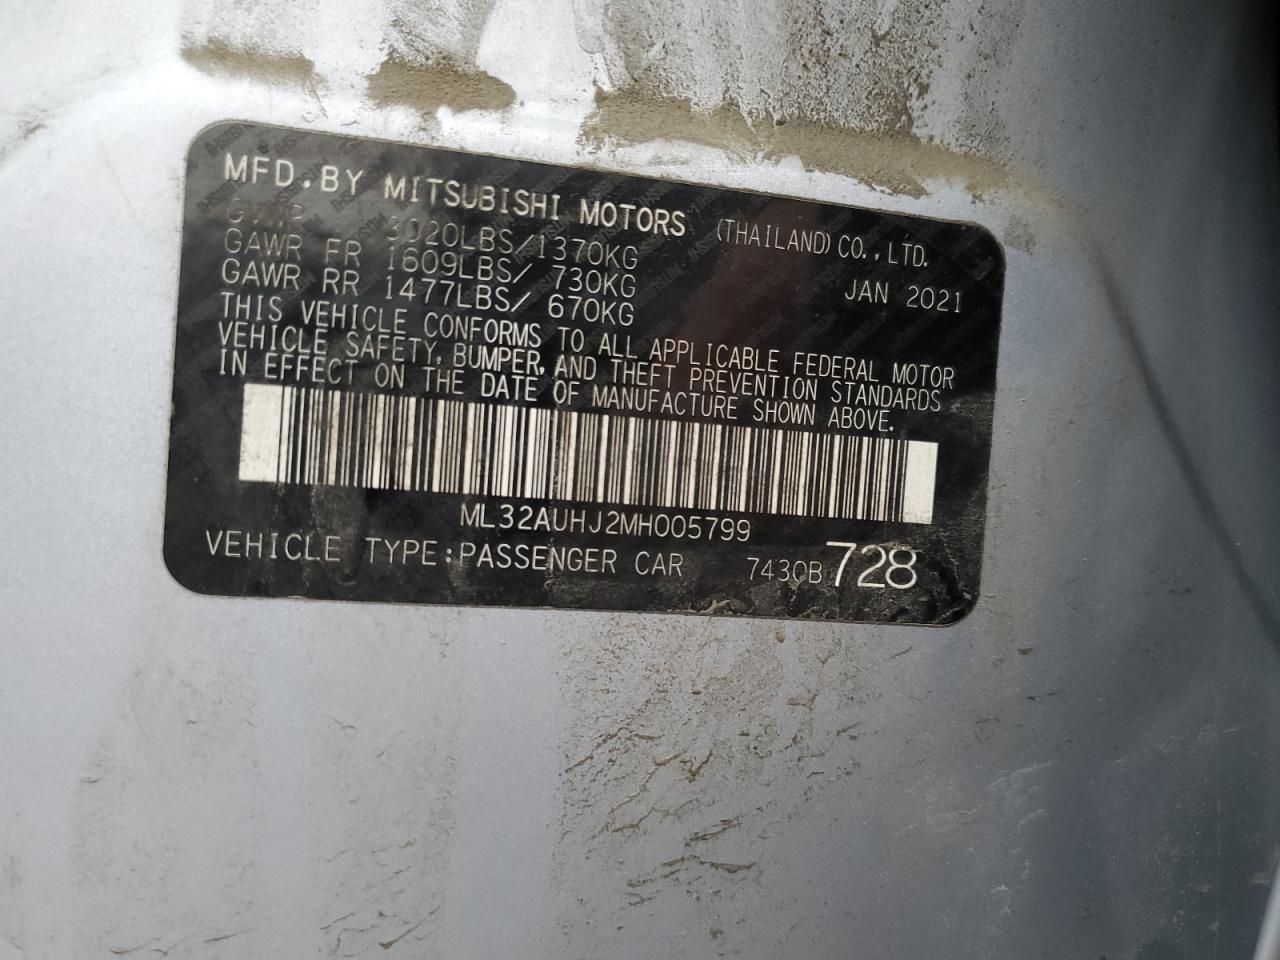 MFD.BY MITSUBISHI MOTORS (THAILAND) CO.,LTD.
GVWR 3020LBS/1370KG
GAWR FR 1609LBS/ 730KG JAN 2021
GAWR RR 1477LBS/ 670KG
THIS VEHICLE CONFORMS TO ALL APPLICABLE FEDERAL MOTOR
VEHICLE SAFETY, BUMPER, AND THEFT PREVENTION STANDARDS
IN EFFECT ON THE DATE OF MANUFACTURE SHOWN ABOVE.
ML32AUHJ2MH005799
VEHICLE TYPE:PASSENGER CAR 7430B728